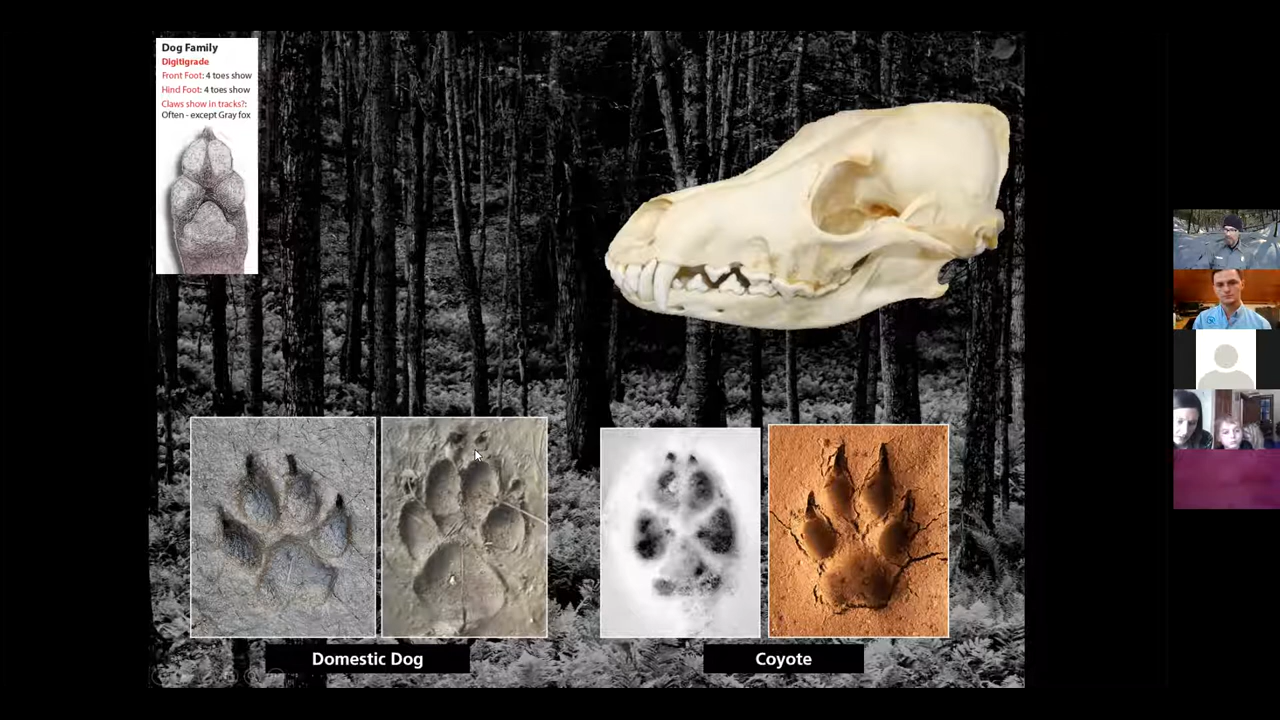 Dog Family
Digitigrade
Front Foot: 4 toes show
Hind Foot: 4 toes show
Claws show in tracks?:
Often - except Gray fox
Domestic Dog
Coyote